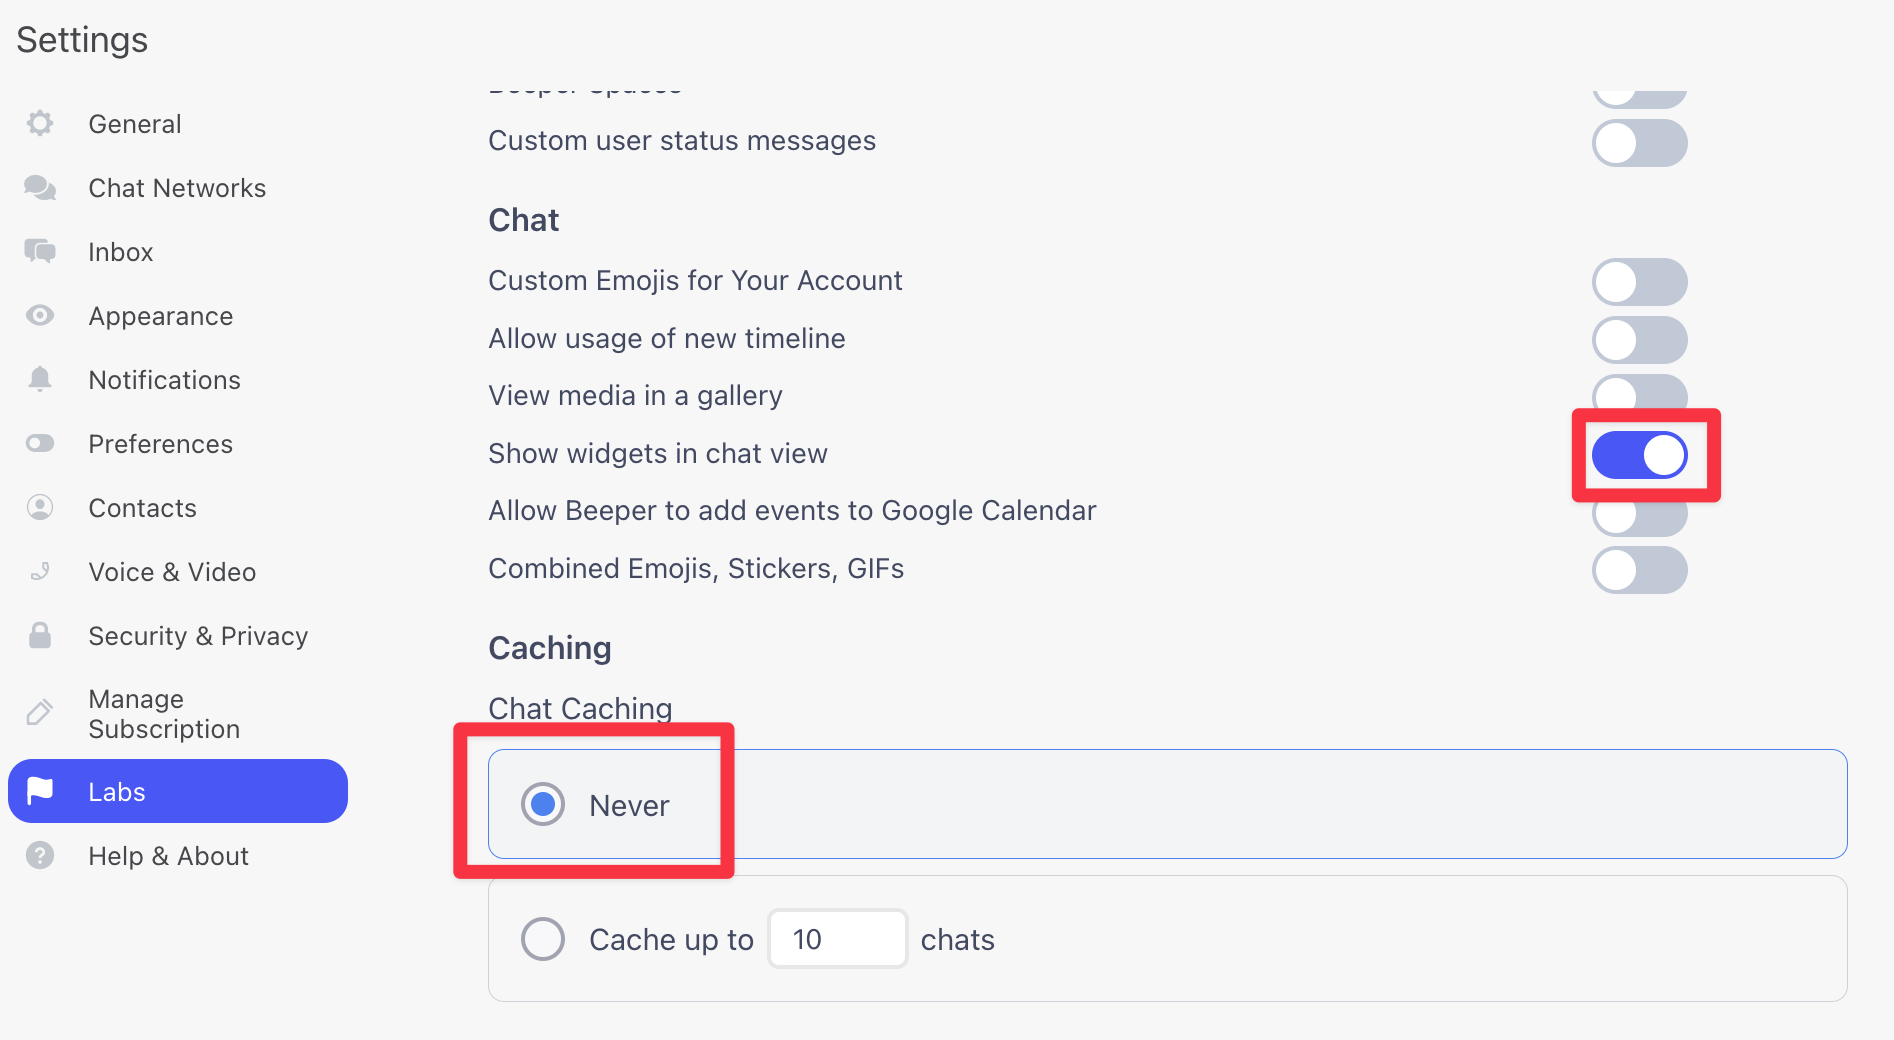 Settings
General
Chat Networks
Inbox
Appearance
Notifications
Preferences
Contacts
Voice & Video
Security & Privacy
Manage
Subscription
Labs
Help & About
Beeper Spaces
Custom user status messages
Chat
Custom Emojis for Your Account
Allow usage of new timeline
View media in a gallery
Show widgets in chat view
Allow Beeper to add events to Google Calendar
Combined Emojis, Stickers, GIFs
Caching
Chat Caching
Never
Cache up to 10 chats